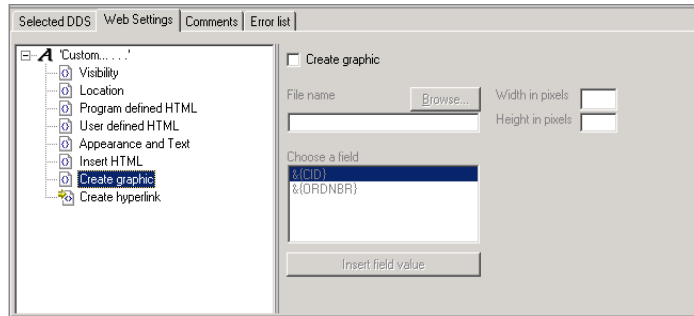 Selected DDS Web Settings Comments Error list
A 'Custom... . . .'
Visibility
Location
Program defined HTML
User defined HTML
Appearance and Text
Insert HTML
Create graphic
Create hyperlink
Create graphic
File name Browse... Width in pixels
Height in pixels
Choose a field
&{CID}
&{ORDNBR}
Insert field value